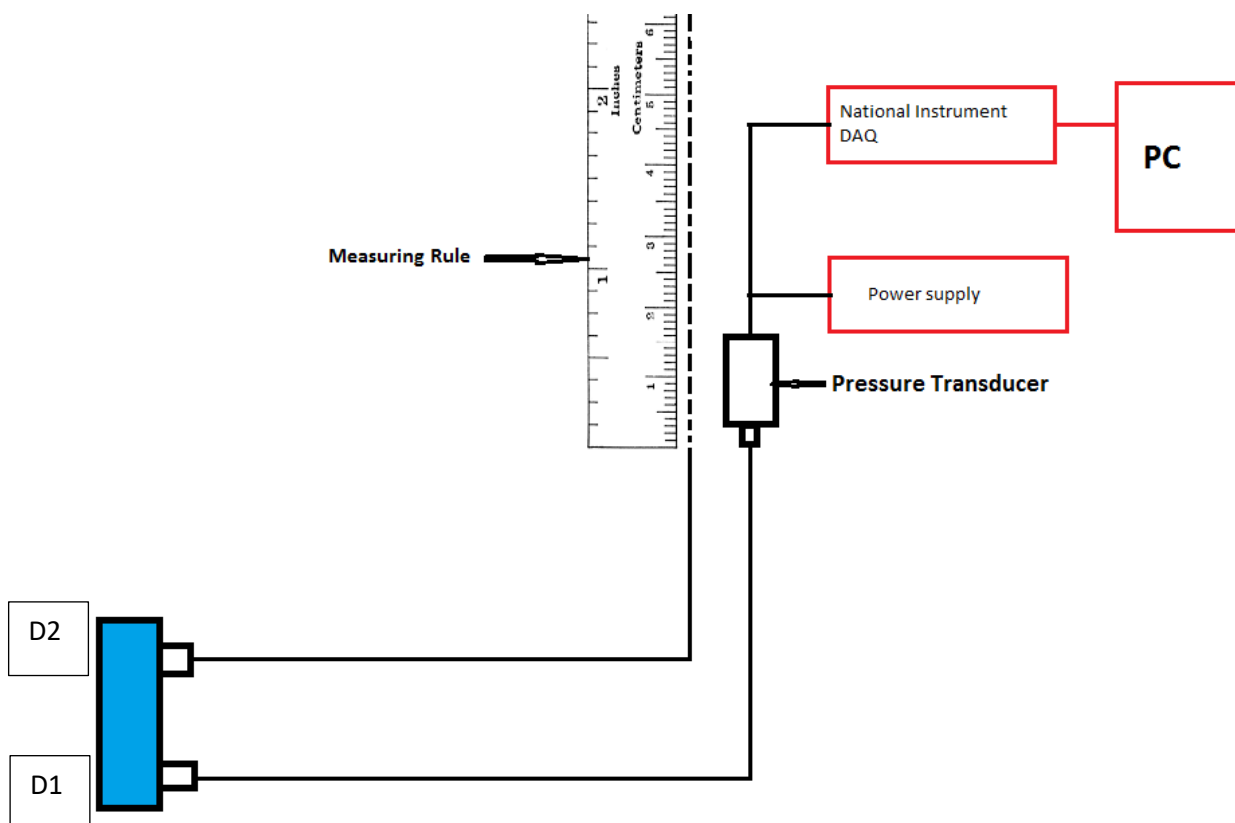 6
5
4
3
2
1
Centimeters
Inches
2
1
National Instrument
DAQ
PC
Measuring Rule
Power supply
Pressure Transducer
D2
D1